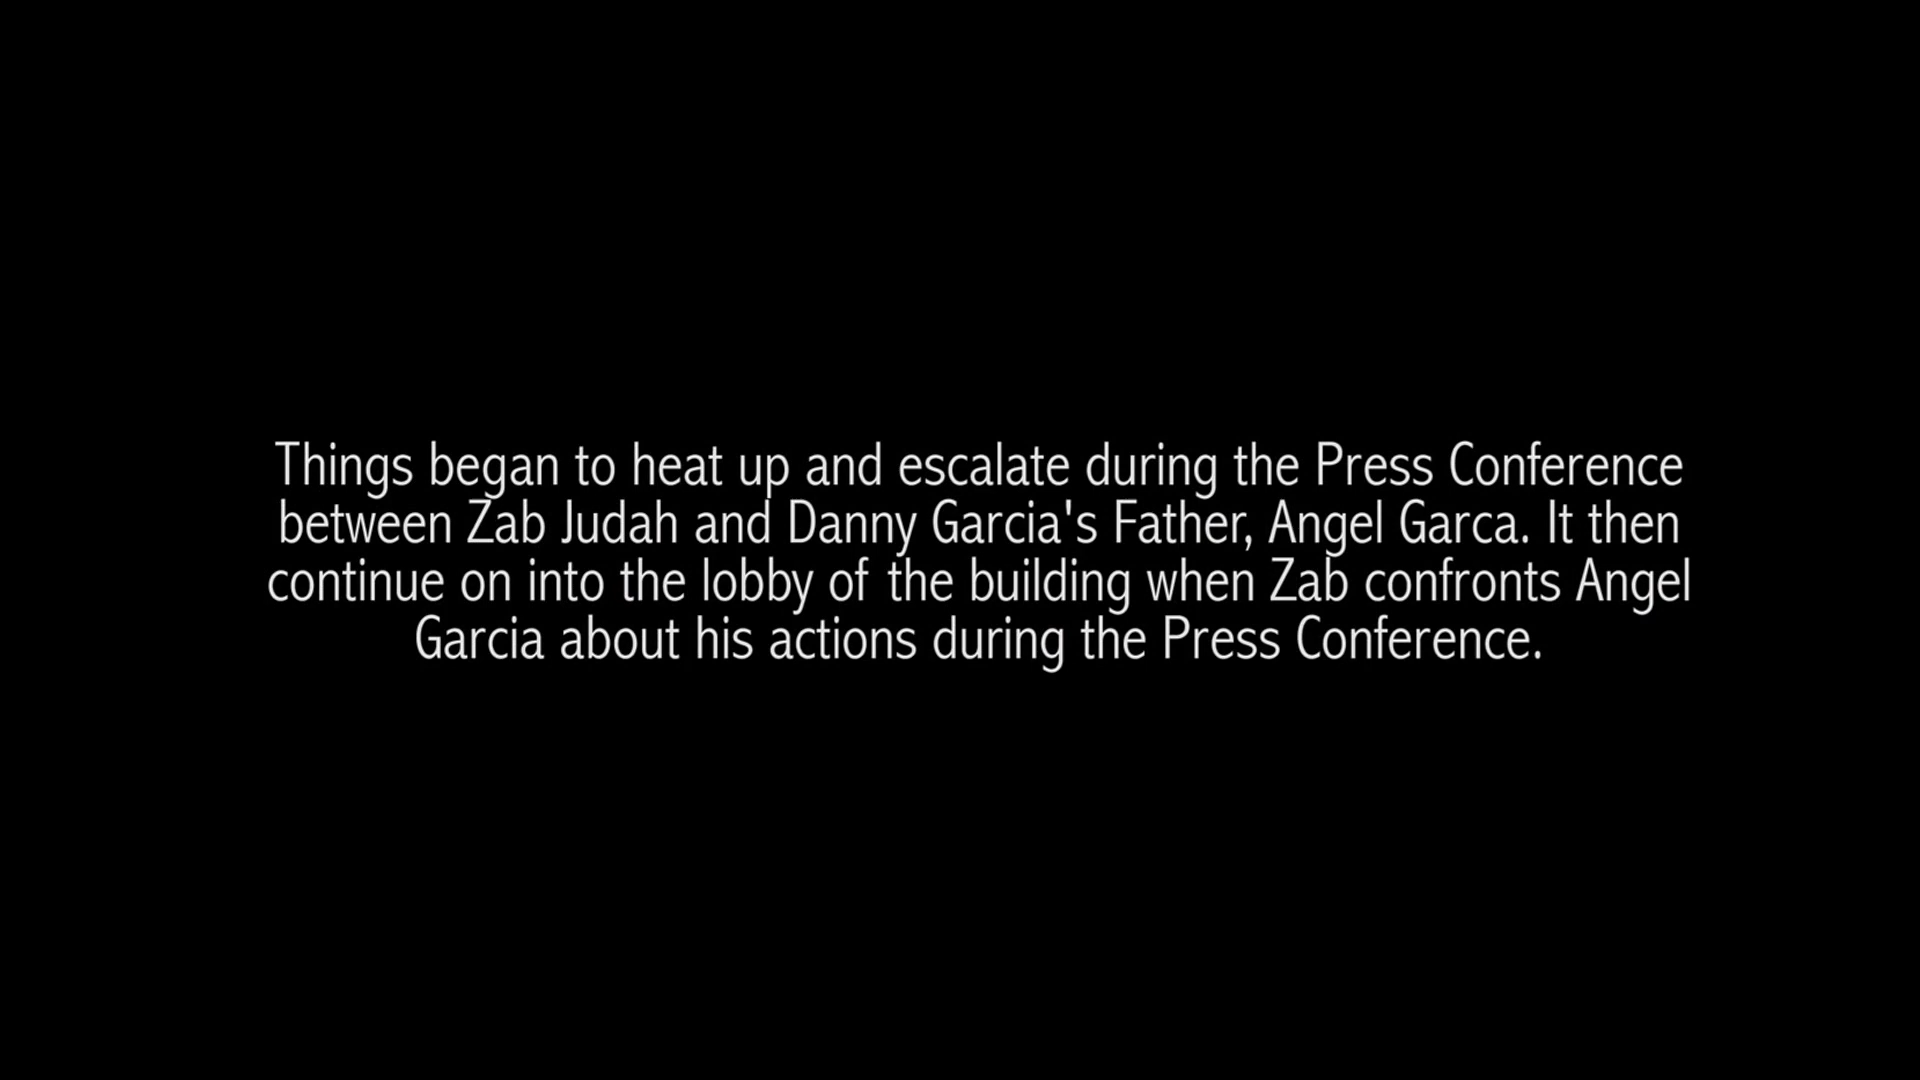 Things began to heat up and escalate during the Press Conference
between Zab Judah and Danny Garcia's Father, Angel Garca. It then
continue on into the lobby of the building when Zab confronts Angel
Garcia about his actions during the Press Conference.